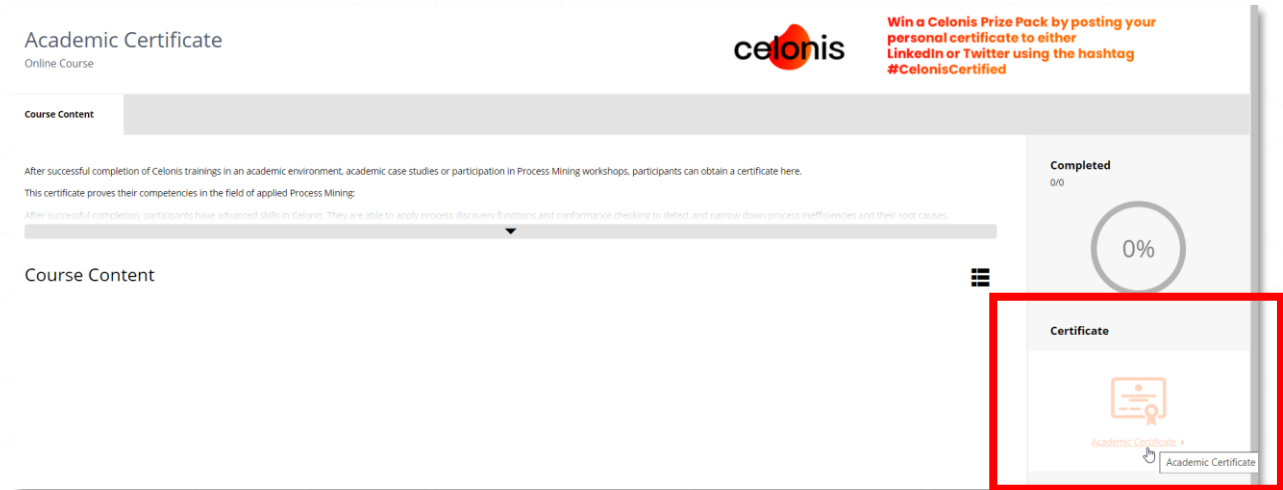 Academic Certificate
Online Course
celonis
Win a Celonis Prize Pack by posting your
personal certificate to either
LinkedIn or Twitter using the hashtag
#CelonisCertified
Course Content
After successful completion of Celonis trainings in an academic environment, academic case studies or participation in Process Mining workshops, participants can obtain a certificate here.
This certificate proves their competencies in the field of applied Process Mining:
After successful completion, participants have advanced skills in Celonis. They are able to apply process discovery functions and conformance checking to detect and narrow down process inefficiencies and their root causes
Course Content
Completed
0/0
0%
Certificate
Academic Certificate
Academic Certificate